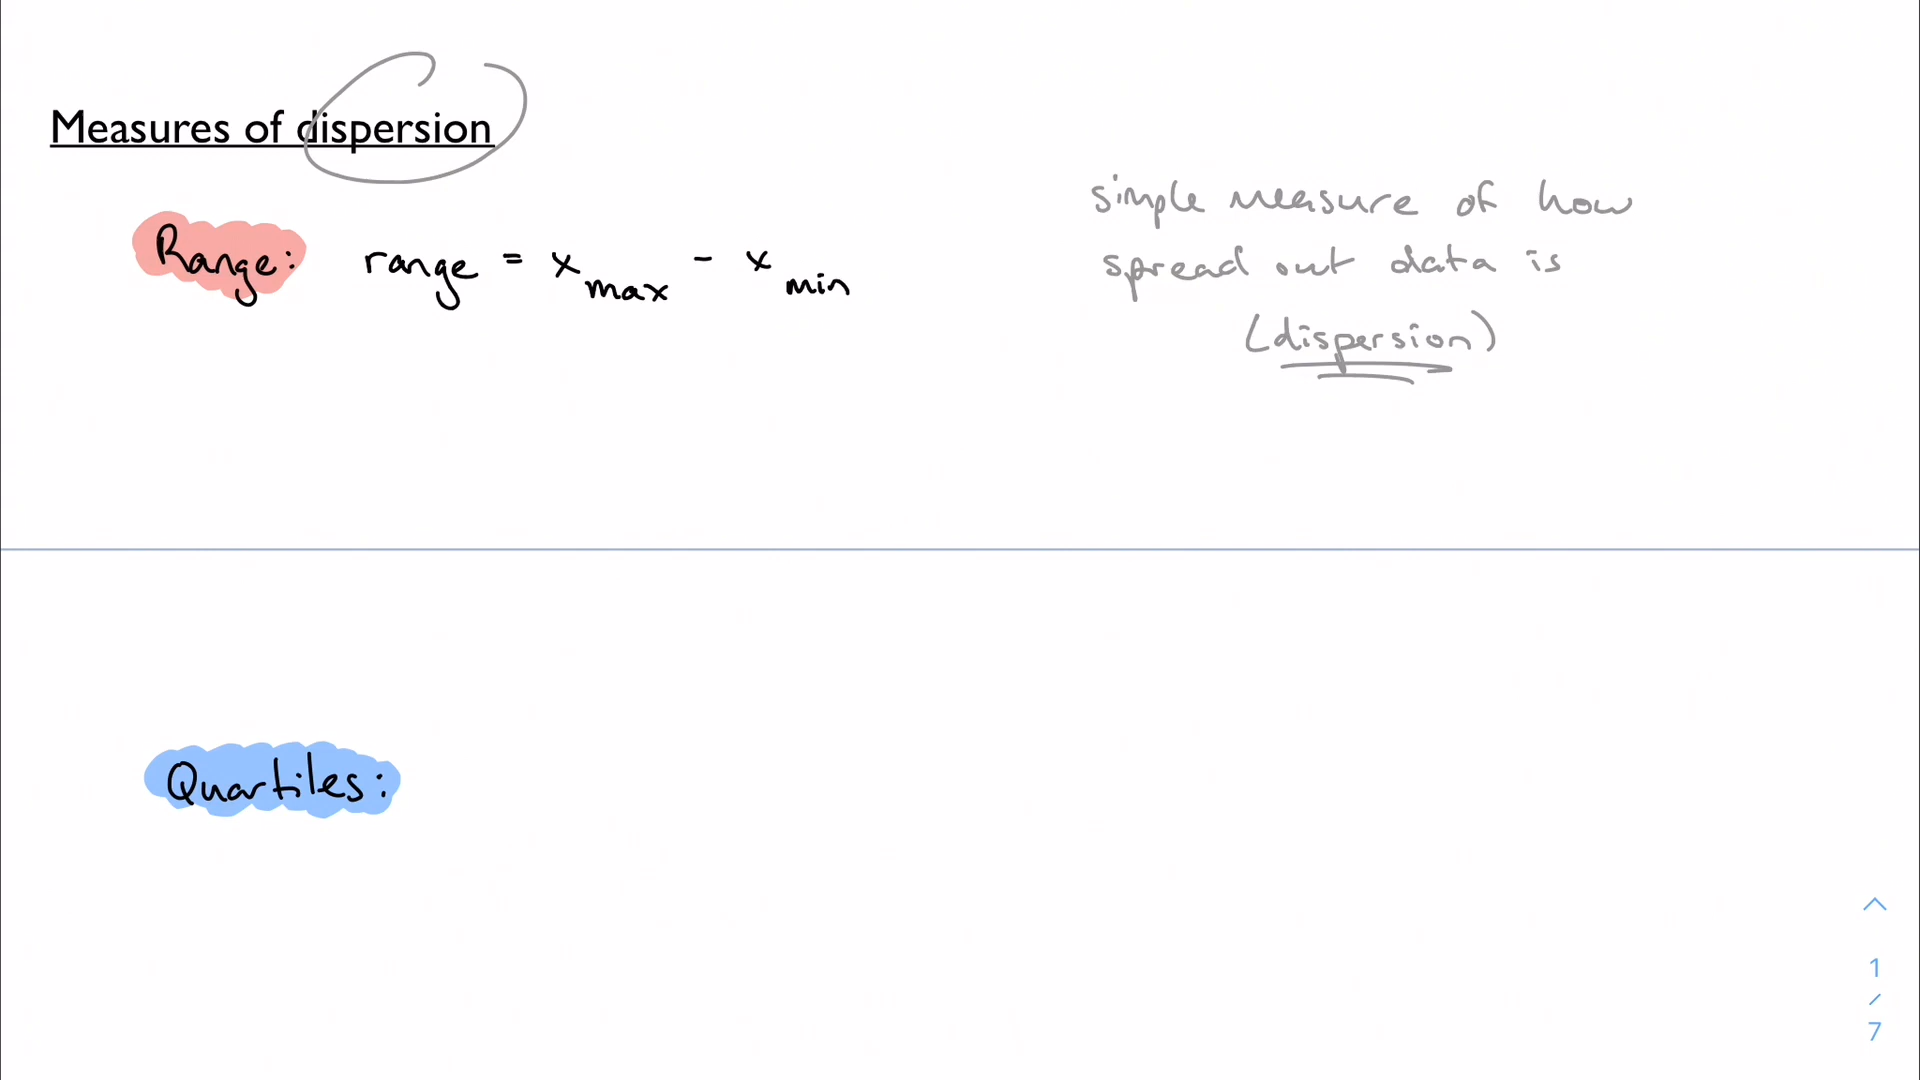 Measures of dispersion
simple measure of how
Range: range = x max - x min
spread out data is
(dispersion)
Quartiles:
1
/
7